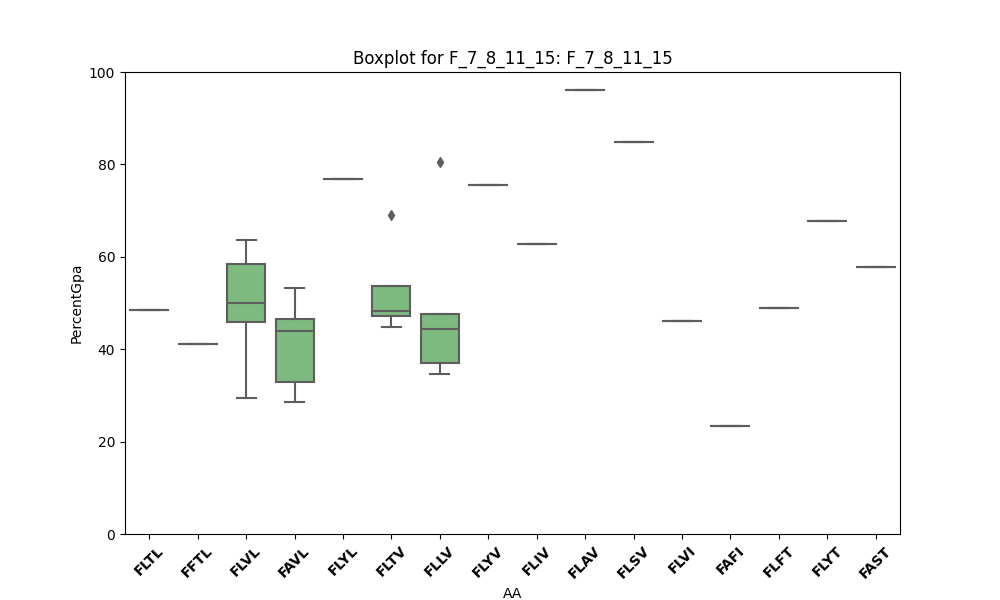 Boxplot for F_7_8_11_15: F_7_8_11_15
100
80
60
40
20
0
PercentGpa
FLTL FFTL FLVL FAVL FLYL FLTV FLLV FLYV FLIV FLAV FLSV FLVI FAFI FLFT FLYT FAST
AA